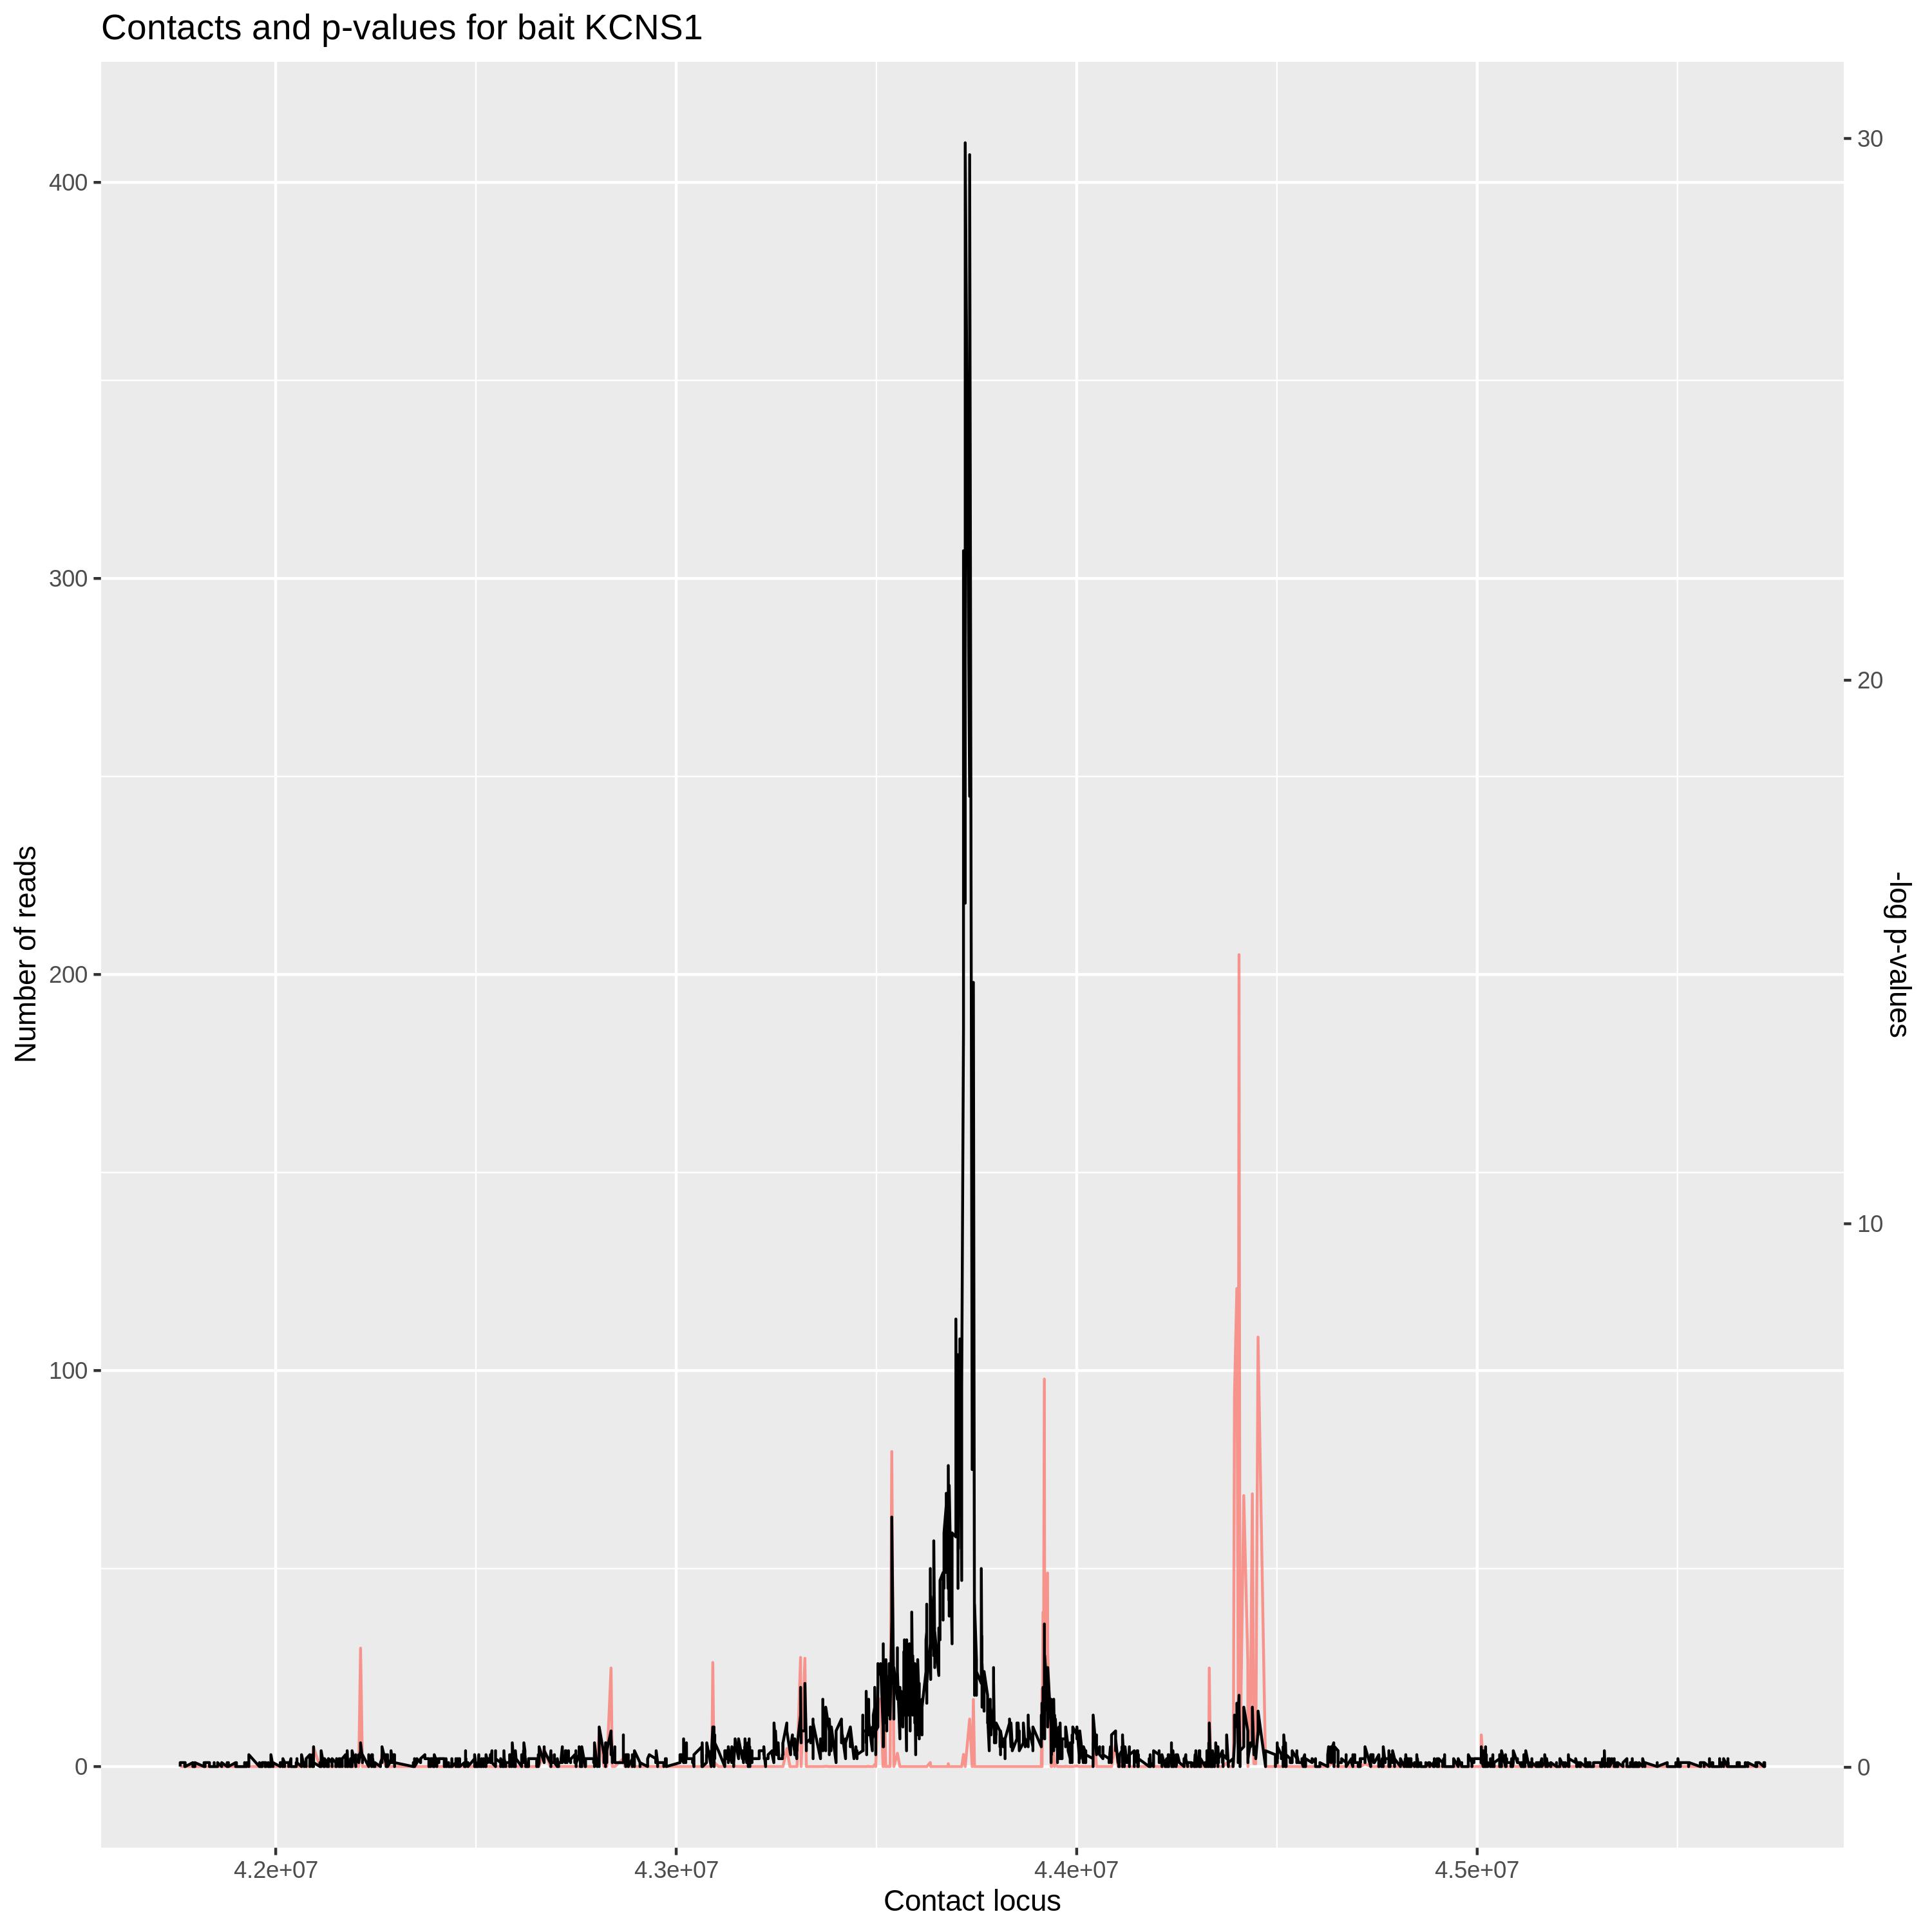 Contacts and p-values for bait KCNS1
400
300
200
100
0
30
20
10
0
Number of reads
-log p-values
4.2e+07
4.3e+07
4.4e+07
4.5e+07
Contact locus